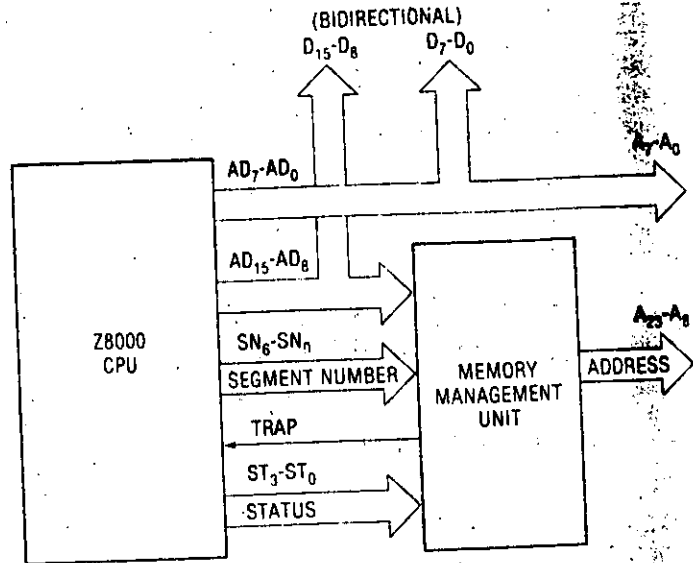 (BIDIRECTIONAL)
D15-D8 D7-D0
AD7-AD0
A7-A0
AD15-AD8
Z8000
CPU
SN6-SNn
SEGMENT NUMBER
MEMORY
MANAGEMENT
UNIT
A23-A8
ADDRESS
TRAP
ST3-ST0
STATUS